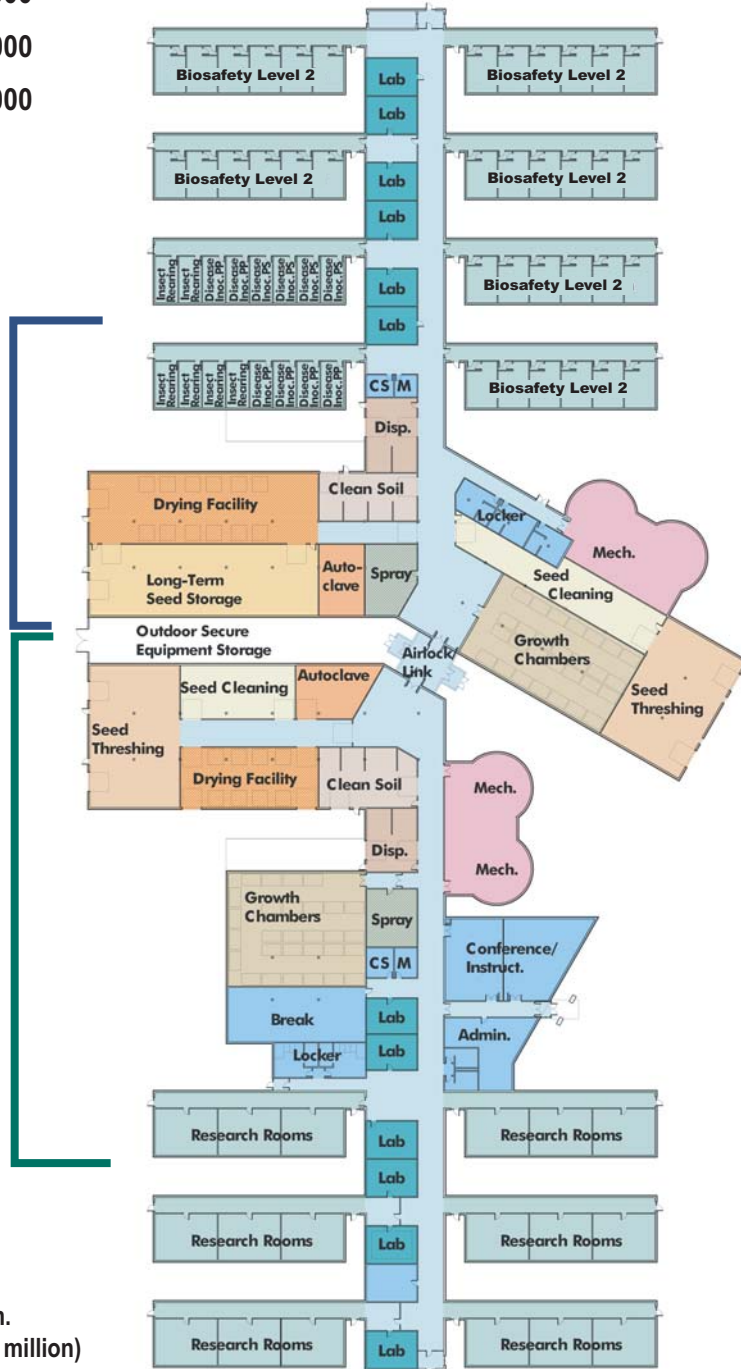 000
000
Lab
Biosafety Level 2
Biosafety Level 2
Lab
Lab
Biosafety Level 2
Biosafety Level 2
Lab
Insect
Rearing
Insect
Rearing
Disease
Inoc.PP
Disease
Inoc.PP
Disease
Inoc.PS
Disease
Inoc.PS
Disease
Inoc.PS
Disease
Inoc.PS
Lab
Biosafety Level 2
Lab
Insect
Rearing
Insect
Rearing
Insect
Rearing
Insect
Rearing
Disease
Inoc.PP
Disease
Inoc.PP
Disease
Inoc.PP
Disease
Inoc.PP
CS M
Biosafety Level 2
Disp.
Clean Soil
Drying Facility
Locker
Mech.
Long-Term
Seed Storage
Auto-
clave
Spray
Seed
Cleaning
Outdoor Secure
Equipment Storage
Airlock/
Link
Growth
Chambers
Seed
Threshing
Seed Cleaning
Autoclave
Seed
Threshing
Drying Facility
Clean Soil
Mech.
Disp.
Mech.
Growth
Chambers
Spray
CS M
Conference/
Instruct.
Break
Lab
Admin.
Locker
Lab
Research Rooms
Lab
Research Rooms
Lab
Research Rooms
Lab
Research Rooms
n.
million)
Research Rooms
Lab
Research Rooms